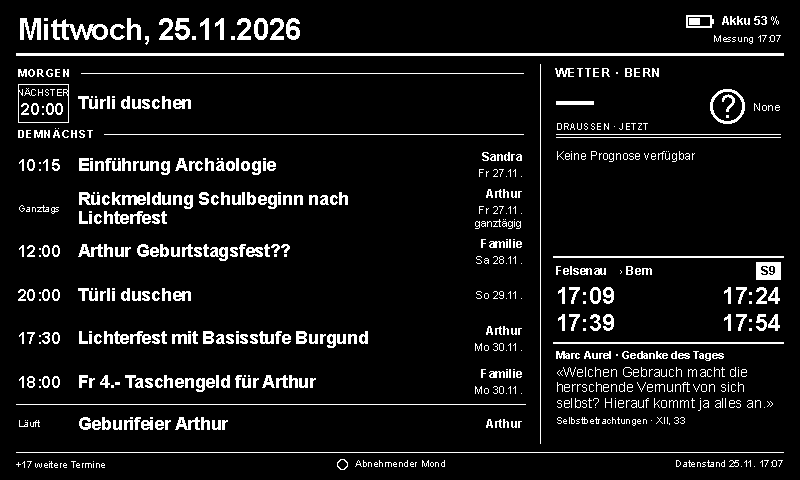 Mittwoch, 25.11.2026
Akku 53 %
Messung 17:07
MORGEN
NÄCHSTER
20:00
Türli duschen
DEMNÄCHST
10:15
Einführung Archäologie
Sandra
Fr 27.11.
Ganztags
Rückmeldung Schulbeginn nach
Lichterfest
Arthur
Fr 27.11.
ganztägig
12:00
Arthur Geburtstagsfest??
Familie
Sa 28.11.
20:00
Türli duschen
So 29.11.
17:30
Lichterfest mit Basisstufe Burgund
Arthur
Mo 30.11.
18:00
Fr 4.- Taschengeld für Arthur
Familie
Mo 30.11.
Läuft
Geburifeier Arthur
Arthur
WETTER · BERN
None
DRAUSSEN · JETZT
Keine Prognose verfügbar
Felsenau › Bern
S9
17:09 17:24
17:39 17:54
Marc Aurel · Gedanke des Tages
«Welchen Gebrauch macht die
herrschende Vernunft von sich
selbst? Hierauf kommt ja alles an.»
Selbstbetrachtungen · XII, 33
+17 weitere Termine
Abnehmender Mond
Datenstand 25.11. 17:07